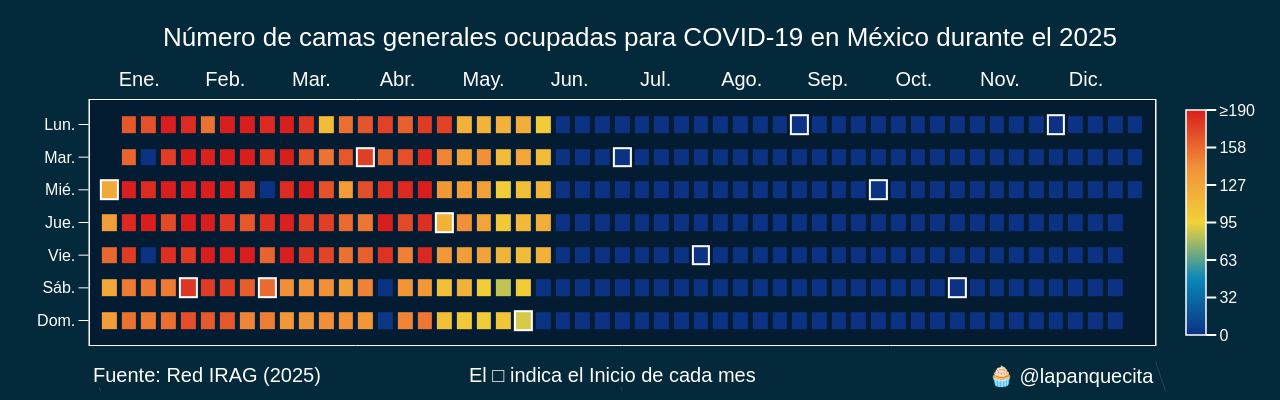 Número de camas generales ocupadas para COVID-19 en México durante el 2025
Ene. Feb. Mar. Abr. May. Jun. Jul. Ago. Sep. Oct. Nov. Dic.
Lun.
Mar.
Mié.
Jue.
Vie.
Sáb.
Dom.
≥190
158
127
95
63
32
0
Fuente: Red IRAG (2025)
El □ indica el Inicio de cada mes
🧁 @lapanquecita